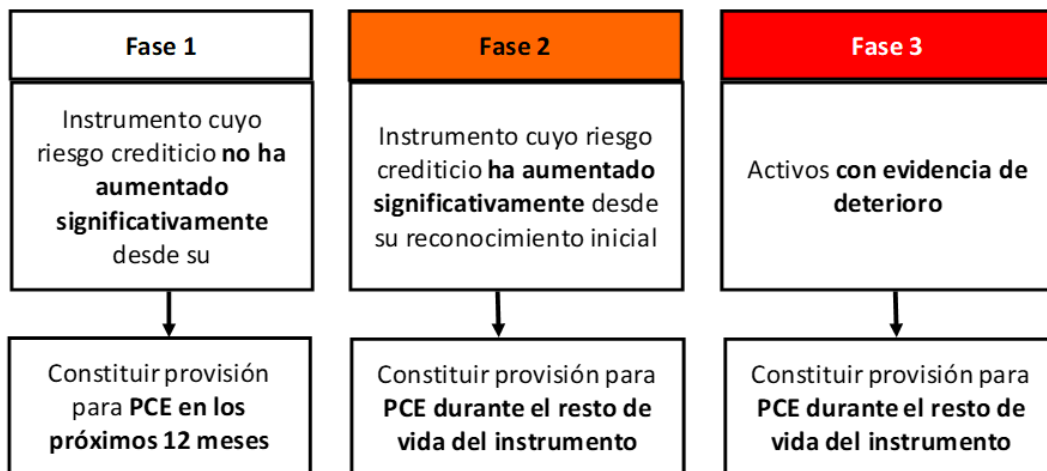 Fase 1
Instrumento cuyo
riesgo crediticio no ha
aumentado
significativamente
desde su
Constituir provisión
para PCE en los
próximos 12 meses
Fase 2
Instrumento cuyo riesgo
crediticio ha aumentado
significativamente desde
su reconocimiento inicial
Constituir provisión para
PCE durante el resto de
vida del instrumento
Fase 3
Activos con evidencia de
deterioro
Constituir provisión para
PCE durante el resto de
vida del instrumento